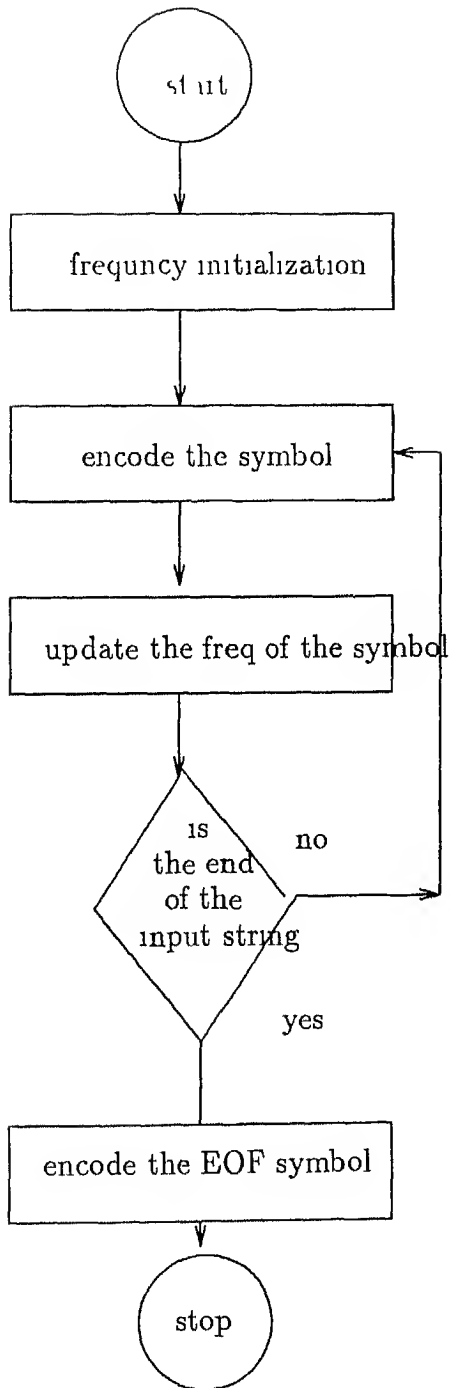 start
frequncy initialization
encode the symbol
update the freq of the symbol
is
the end
of the
input string
no
yes
encode the EOF symbol
stop